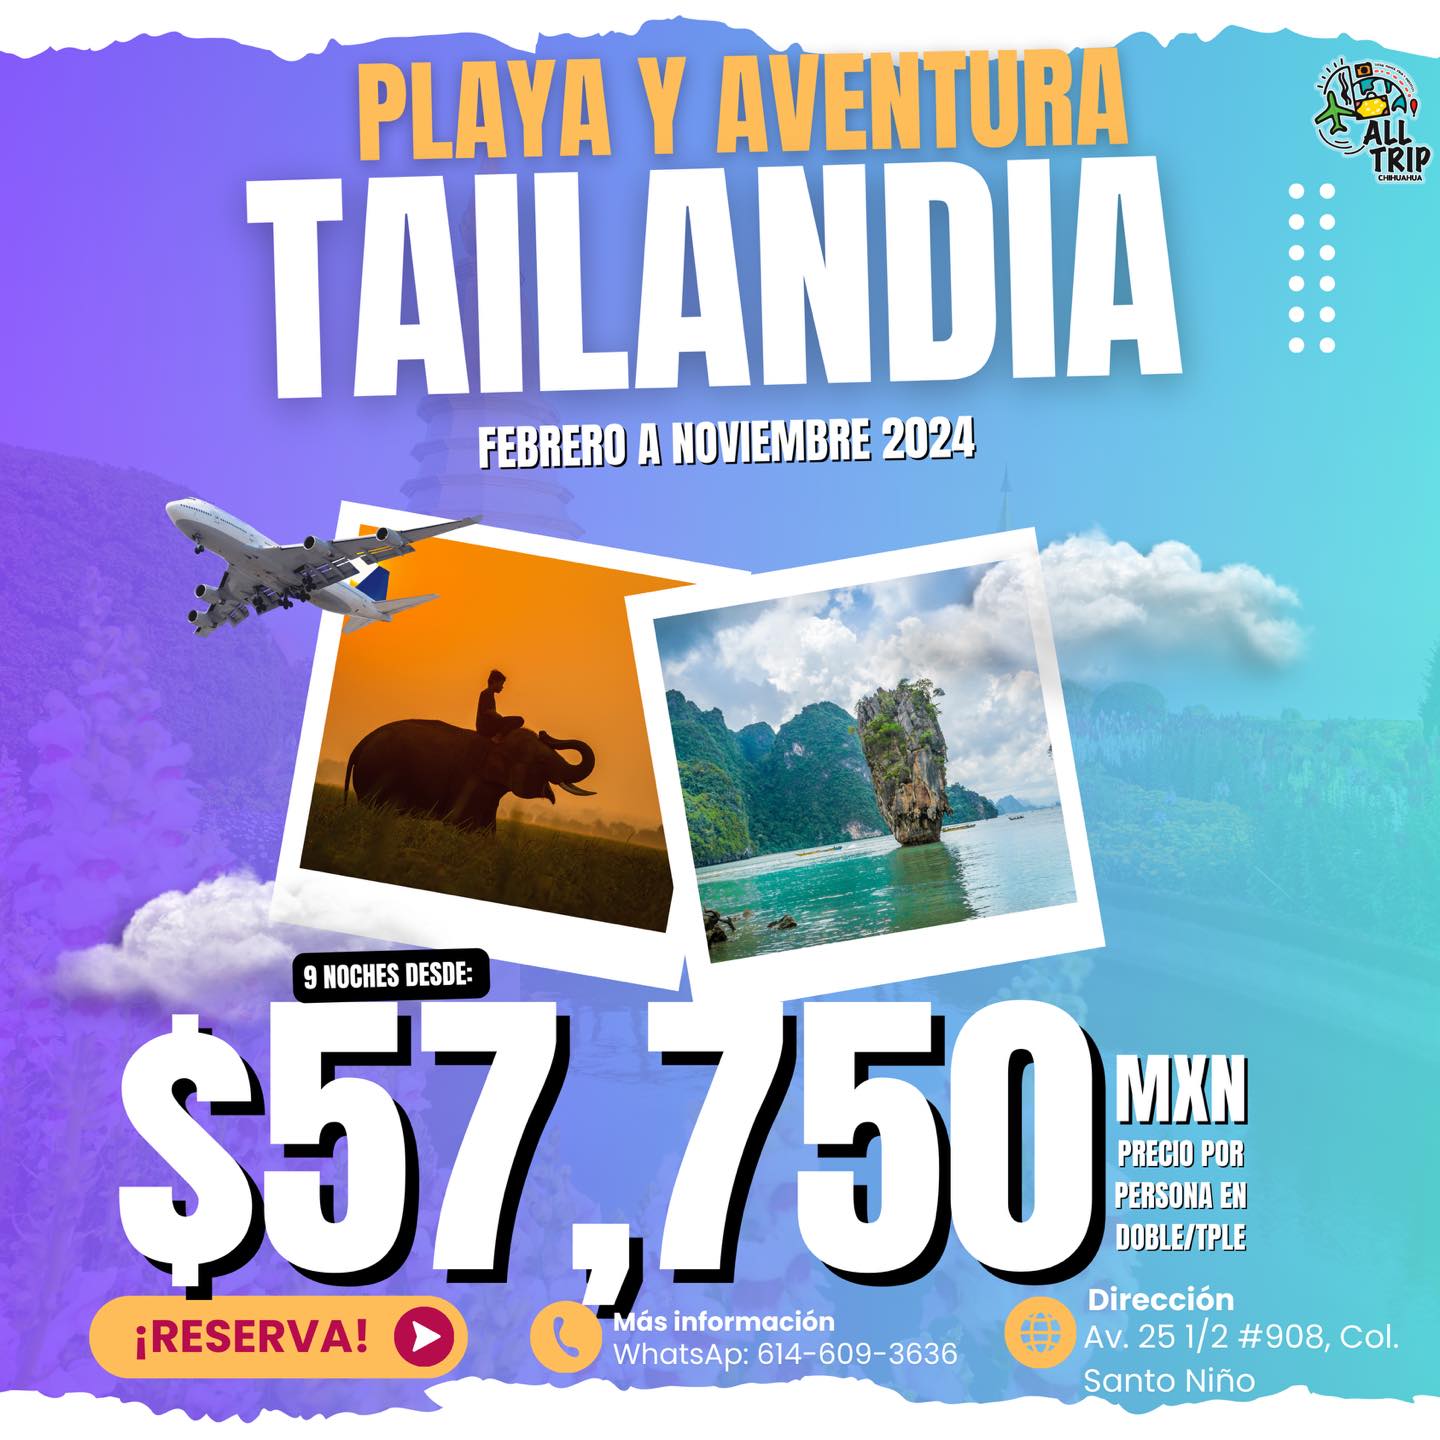 PLAYA Y AVENTURA
TAILANDIA
FEBRERO A NOVIEMBRE 2024
ALL
TRIP
CHIHUAHUA
9 NOCHES DESDE:
$57,750
MXN
PRECIO POR
PERSONA EN
DOBLE/TPLE
¡RESERVA!
Más información
WhatsAp: 614-609-3636
Dirección
Av. 25 1/2 #908, Col.
Santo Niño